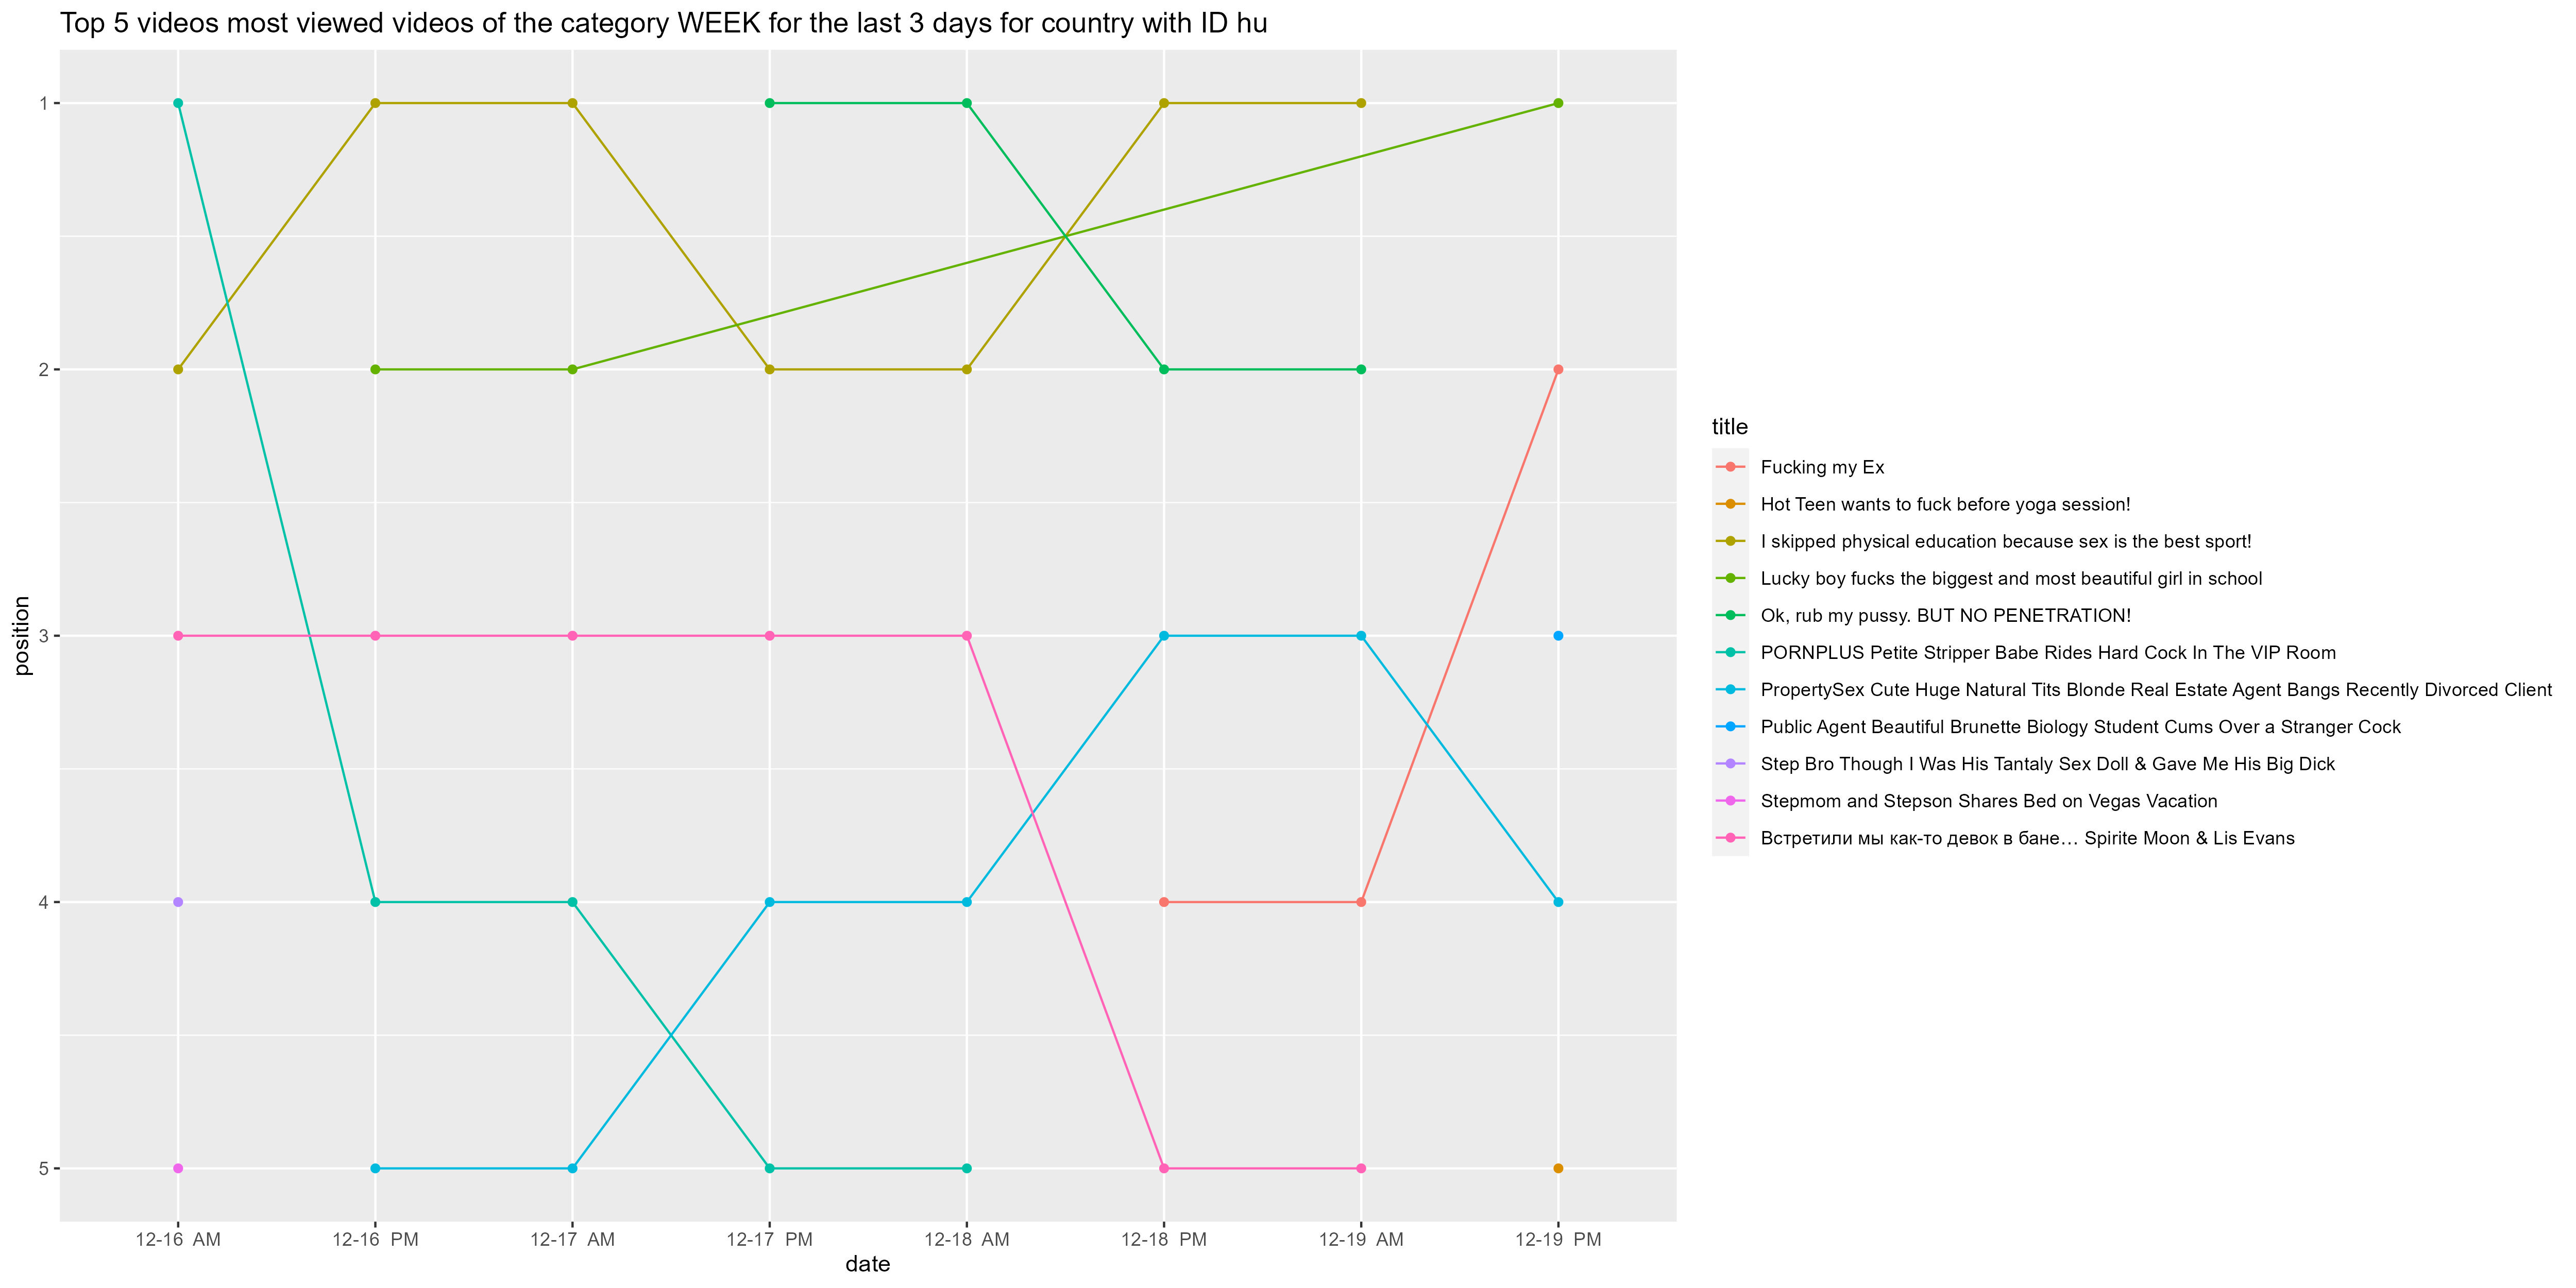 Top 5 videos most viewed videos of the category WEEK for the last 3 days for country with ID hu
position
1
2
3
4
5
12-16 AM
12-16 PM
12-17 AM
12-17 PM
12-18 AM
12-18 PM
12-19 AM
12-19 PM
date
title
Fucking my Ex
Hot Teen wants to fuck before yoga session!
I skipped physical education because sex is the best sport!
Lucky boy fucks the biggest and most beautiful girl in school
Ok, rub my pussy. BUT NO PENETRATION!
PORNPLUS Petite Stripper Babe Rides Hard Cock In The VIP Room
PropertySex Cute Huge Natural Tits Blonde Real Estate Agent Bangs Recently Divorced Client
Public Agent Beautiful Brunette Biology Student Cums Over a Stranger Cock
Step Bro Though I Was His Tantaly Sex Doll & Gave Me His Big Dick
Stepmom and Stepson Shares Bed on Vegas Vacation
Встретили мы как-то девок в бане… Spirite Moon & Lis Evans